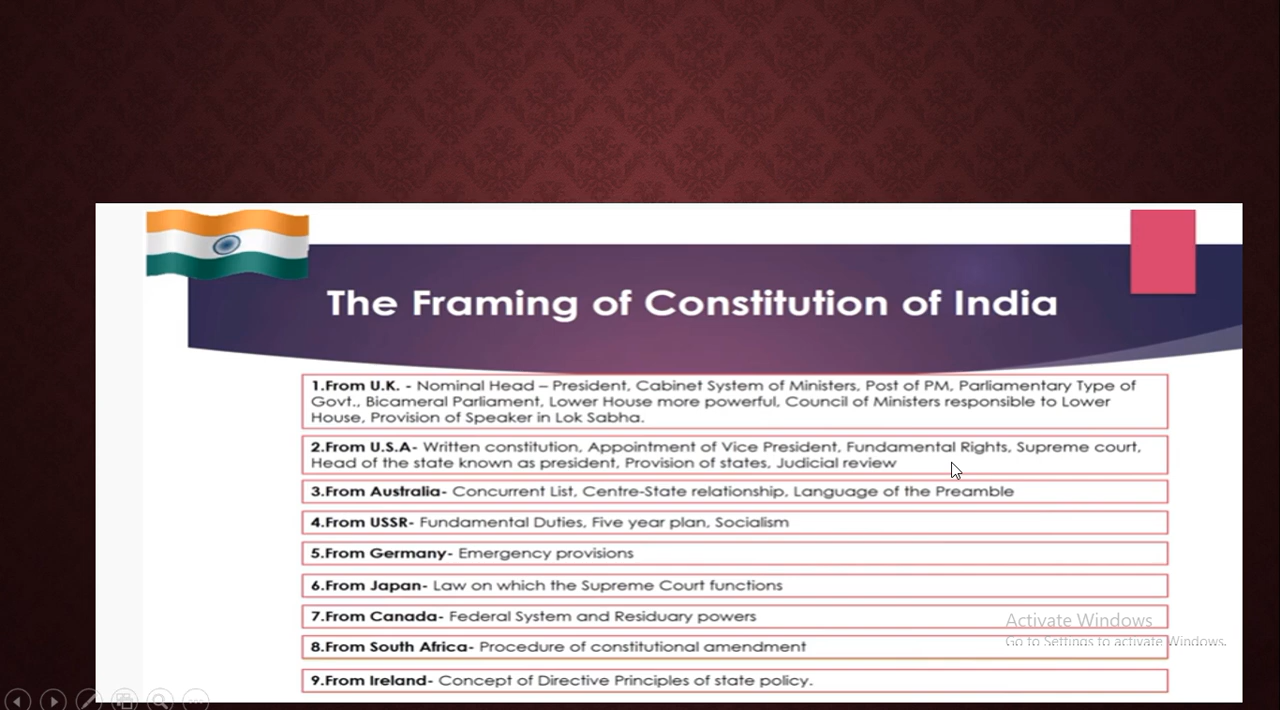 The Framing of Constitution of India
1.From U.K. - Nominal Head – President, Cabinet System of Ministers, Post of PM, Parliamentary Type of
Govt., Bicameral Parliament, Lower House more powerful, Council of Ministers responsible to Lower
House, Provision of Speaker in Lok Sabha.
2.From U.S.A- Written constitution, Appointment of Vice President, Fundamental Rights, Supreme court,
Head of the state known as president, Provision of states, Judicial review
3.From Australia- Concurrent List, Centre-State relationship, Language of the Preamble
4.From USSR- Fundamental Duties, Five year plan, Socialism
5.From Germany- Emergency provisions
6.From Japan- Law on which the Supreme Court functions
7.From Canada- Federal System and Residuary powers
Activate Windows
Go to Settings to activate Windows.
8.From South Africa- Procedure of constitutional amendment
9.From Ireland- Concept of Directive Principles of state policy.